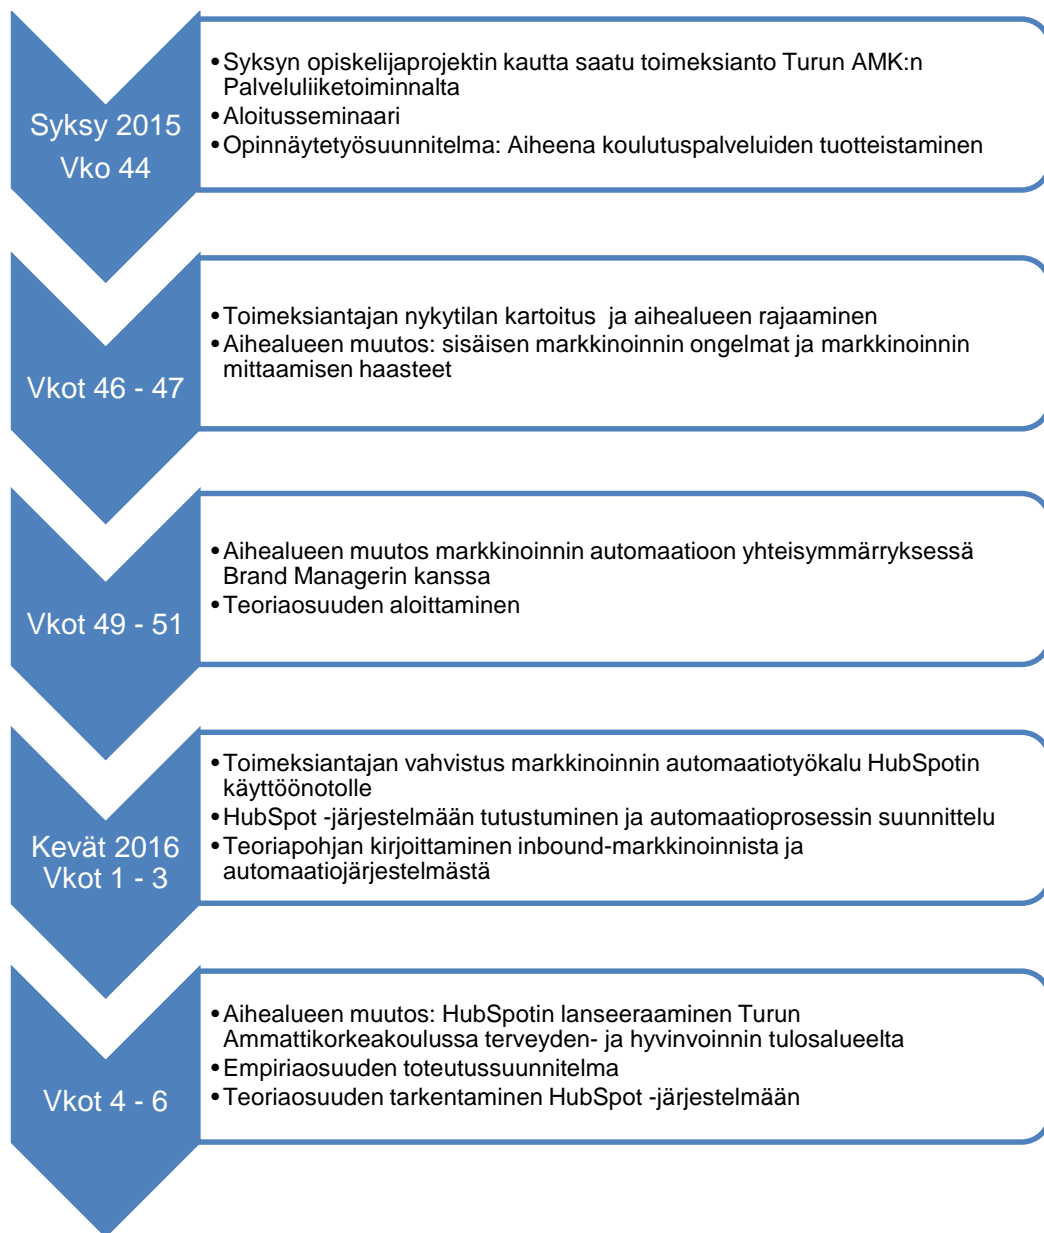 Syksy 2015
Vko 44
•Syksyn opiskelijaprojektin kautta saatu toimeksianto Turun AMK:n
Palveluliiketoiminnalta
•Aloitusseminaari
•Opinnäytetyösuunnitelma: Aiheena koulutuspalveluiden tuotteistaminen
Vkot 46 - 47
•Toimeksiantajan nykytilan kartoitus ja aihealueen rajaaminen
•Aihealueen muutos: sisäisen markkinoinnin ongelmat ja markkinoinnin
mittaamisen haasteet
Vkot 49 - 51
•Aihealueen muutos markkinoinnin automaatioon yhteisymmärryksessä
Brand Managerin kanssa
•Teoriaosuuden aloittaminen
Kevät 2016
Vkot 1 - 3
•Toimeksiantajan vahvistus markkinoinnin automaatiotyökalu HubSpotin
käyttöönotolle
•HubSpot -järjestelmään tutustuminen ja automaatioprosessin suunnittelu
•Teoriapohjan kirjoittaminen inbound-markkinoinnista ja
automaatiojärjestelmästä
Vkot 4 - 6
•Aihealueen muutos: HubSpotin lanseeraaminen Turun
Ammattikorkeakoulussa terveyden- ja hyvinvoinnin tulosalueelta
•Empiriaosuuden toteutussuunnitelma
•Teoriaosuuden tarkentaminen HubSpot -järjestelmään